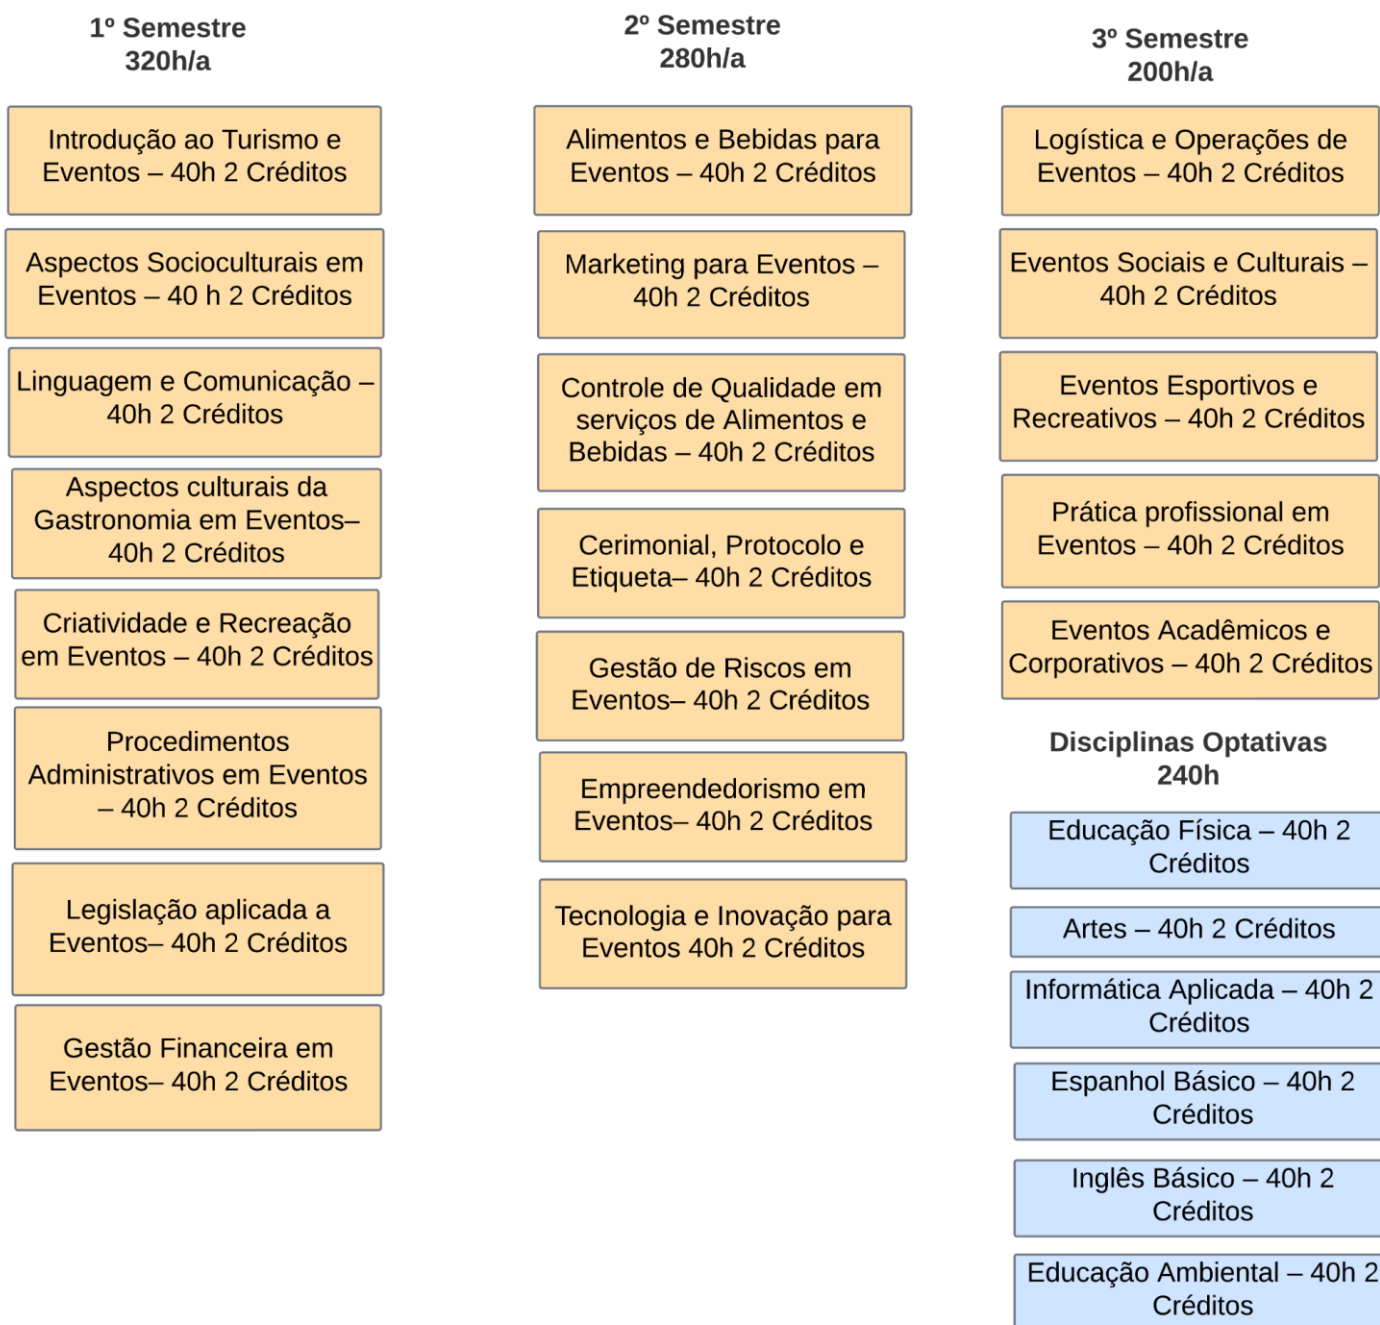 1º Semestre
320h/a
Introdução ao Turismo e
Eventos – 40h 2 Créditos
Aspectos Socioculturais em
Eventos – 40 h 2 Créditos
Linguagem e Comunicação –
40h 2 Créditos
Aspectos culturais da
Gastronomia em Eventos–
40h 2 Créditos
Criatividade e Recreação
em Eventos – 40h 2 Créditos
Procedimentos
Administrativos em Eventos
– 40h 2 Créditos
Legislação aplicada a
Eventos– 40h 2 Créditos
Gestão Financeira em
Eventos– 40h 2 Créditos
2º Semestre
280h/a
Alimentos e Bebidas para
Eventos – 40h 2 Créditos
Marketing para Eventos –
40h 2 Créditos
Controle de Qualidade em
serviços de Alimentos e
Bebidas – 40h 2 Créditos
Cerimonial, Protocolo e
Etiqueta– 40h 2 Créditos
Gestão de Riscos em
Eventos– 40h 2 Créditos
Empreendedorismo em
Eventos– 40h 2 Créditos
Tecnologia e Inovação para
Eventos 40h 2 Créditos
3º Semestre
200h/a
Logística e Operações de
Eventos – 40h 2 Créditos
Eventos Sociais e Culturais –
40h 2 Créditos
Eventos Esportivos e
Recreativos – 40h 2 Créditos
Prática profissional em
Eventos – 40h 2 Créditos
Eventos Acadêmicos e
Corporativos – 40h 2 Créditos
Disciplinas Optativas
240h
Educação Física – 40h 2
Créditos
Artes – 40h 2 Créditos
Informática Aplicada – 40h 2
Créditos
Espanhol Básico – 40h 2
Créditos
Inglês Básico – 40h 2
Créditos
Educação Ambiental – 40h 2
Créditos